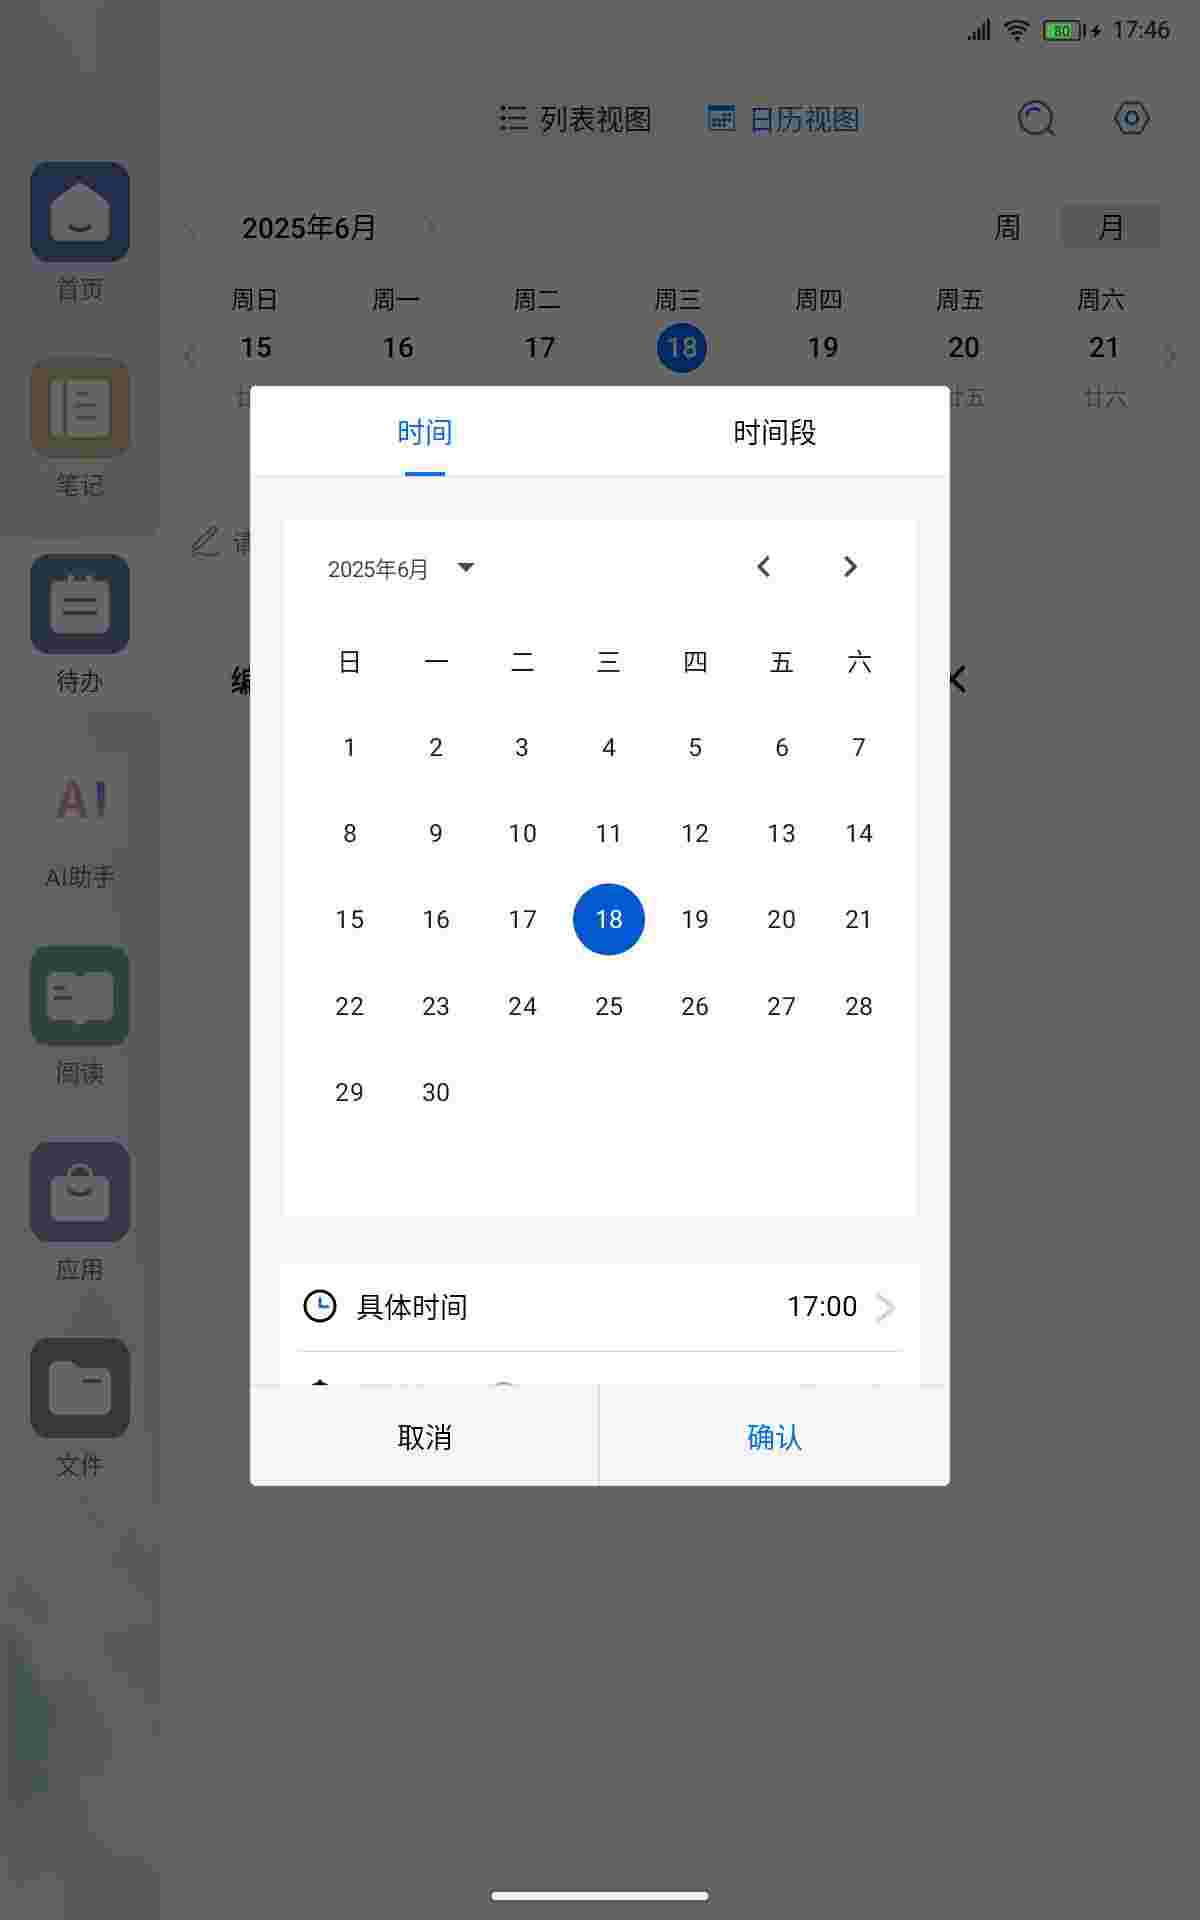 80 17:46
列表视图 日历视图
首页
2025年6月 周 月
周日 周一 周二 周三 周四 周五 周六
15 16 17 18 19 20 21
廿五 廿六
时间 时间段
笔记
2025年6月
待办
日 一 二 三 四 五 六
1 2 3 4 5 6 7
8 9 10 11 12 13 14
AI
AI助手
15 16 17 18 19 20 21
22 23 24 25 26 27 28
阅读
29 30
应用
具体时间 17:00
取消 确认
文件